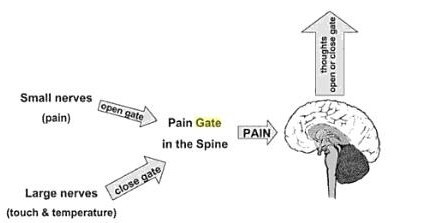 thoughts
open or close gate
Small nerves
(pain)
open gate
Pain Gate
in the Spine
PAIN
close gate
Large nerves
(touch & temperature)